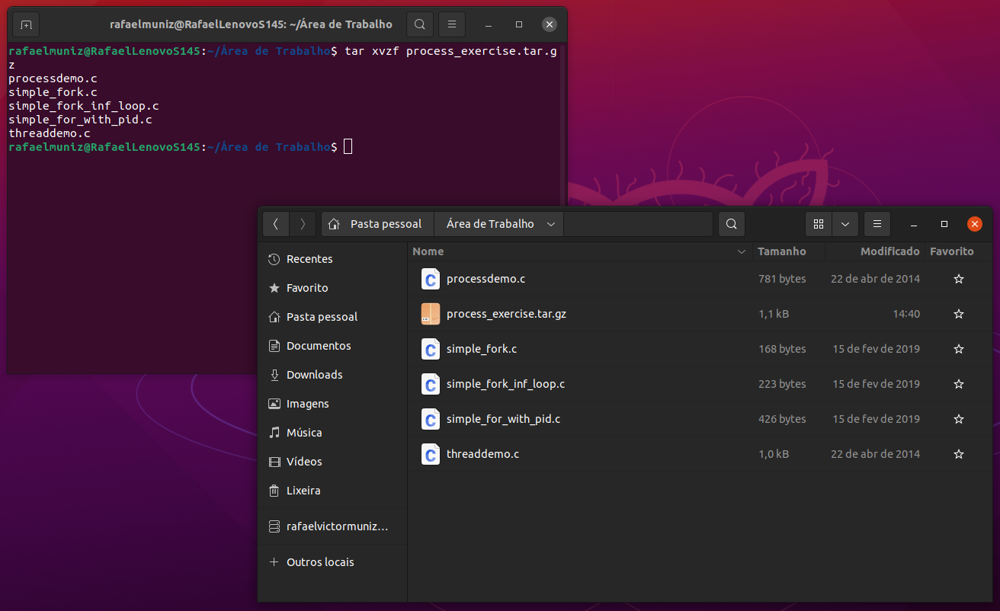 rafaelmuniz@RafaelLenovoS145: ~/Área de Trabalho
rafaelmuniz@RafaelLenovoS145:~/Área de Trabalho$ tar xvzf process_exercise.tar.g
z
processdemo.c
simple_fork.c
simple_fork_inf_loop.c
simple_for_with_pid.c
threaddemo.c
rafaelmuniz@RafaelLenovoS145:~/Área de Trabalho$
Pasta pessoal Área de Trabalho
Recentes
Favorito
Pasta pessoal
Documentos
Downloads
Imagens
Música
Vídeos
Lixeira
rafaelvictormuniz…
Outros locais
Nome Tamanho Modificado Favorito
processdemo.c 781 bytes 22 de abr de 2014
process_exercise.tar.gz 1,1 kB 14:40
simple_fork.c 168 bytes 15 de fev de 2019
simple_fork_inf_loop.c 223 bytes 15 de fev de 2019
simple_for_with_pid.c 426 bytes 15 de fev de 2019
threaddemo.c 1,0 kB 22 de abr de 2014